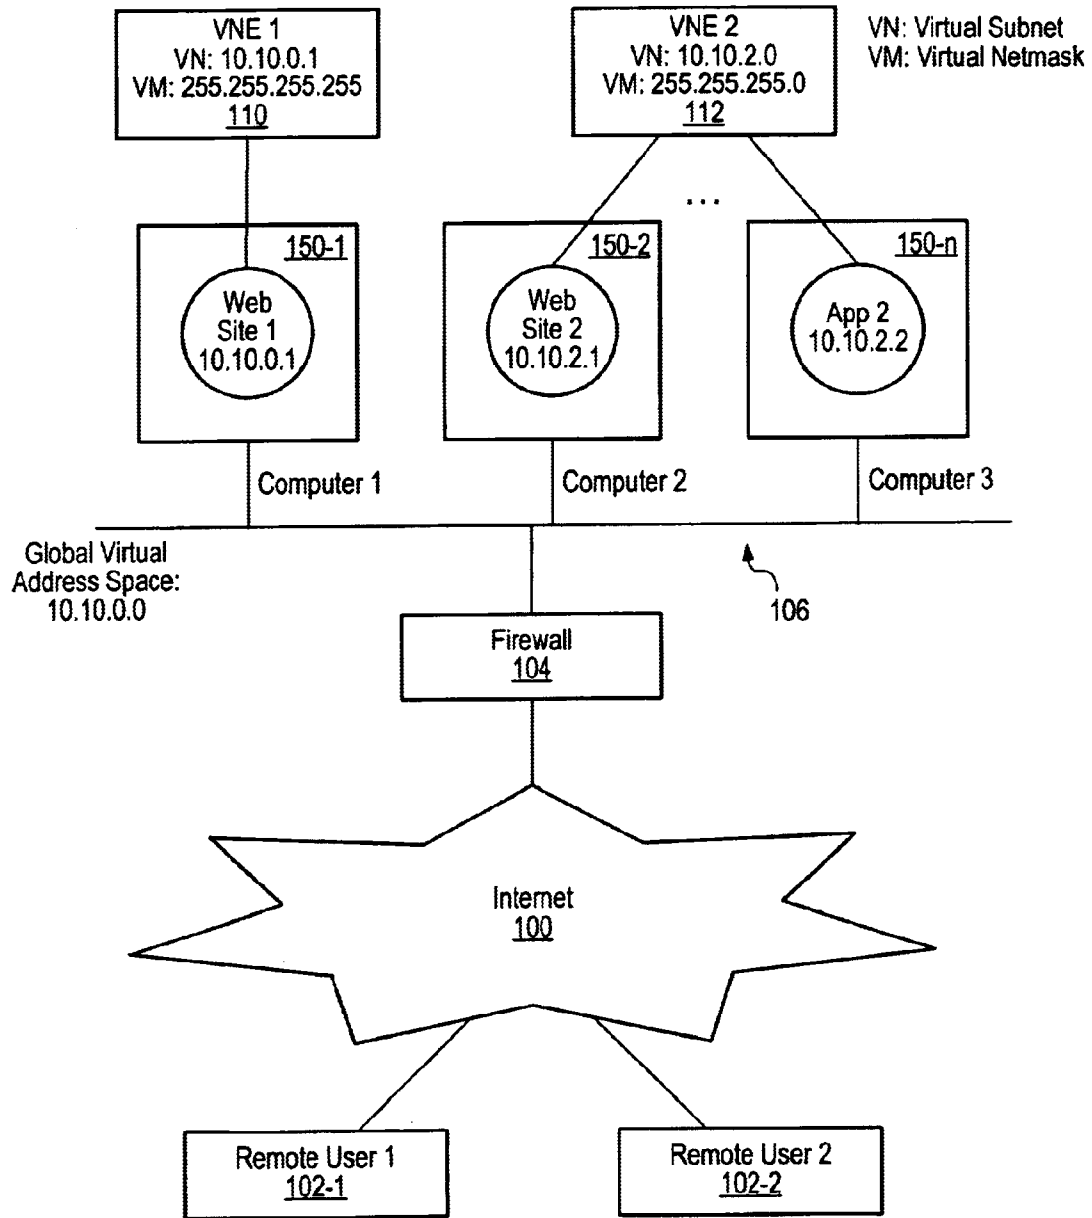 VNE 1
VN: 10.10.0.1
VM: 255.255.255.255
110
VNE 2
VN: 10.10.2.0
VM: 255.255.255.0
112
VN: Virtual Subnet
VM: Virtual Netmask
...
150-1
Web
Site 1
10.10.0.1
150-2
Web
Site 2
10.10.2.1
150-n
App 2
10.10.2.2
Computer 1
Computer 2
Computer 3
Global Virtual
Address Space:
10.10.0.0
106
Firewall
104
Internet
100
Remote User 1
102-1
Remote User 2
102-2